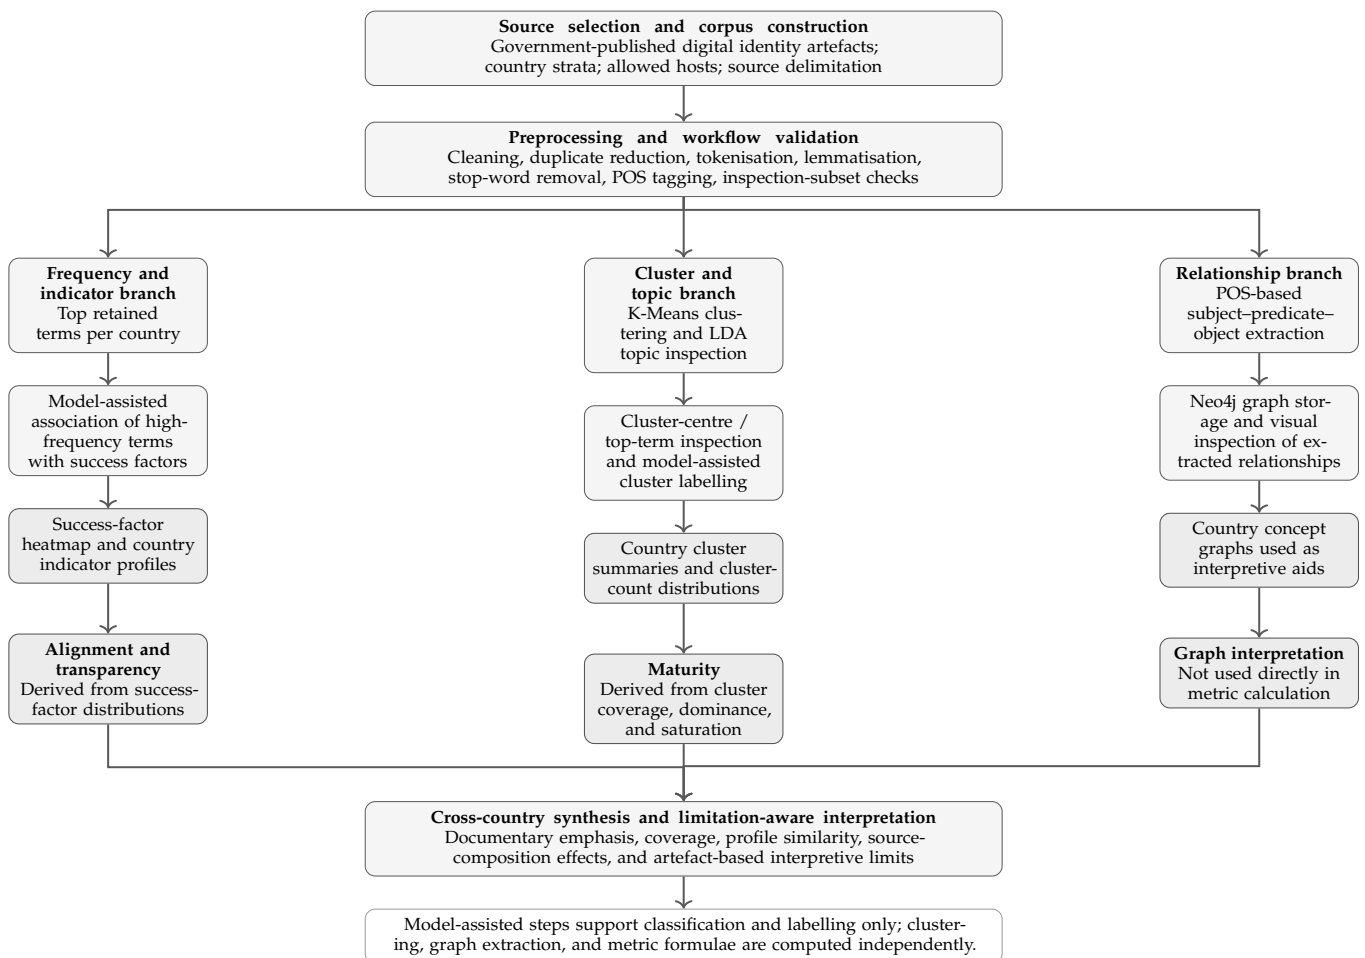 Source selection and corpus construction
Government-published digital identity artefacts;
country strata; allowed hosts; source delimitation
Preprocessing and workflow validation
Cleaning, duplicate reduction, tokenisation, lemmatisation,
stop-word removal, POS tagging, inspection-subset checks
Frequency and
indicator branch
Top retained
terms per country
Model-assisted
association of high-
frequency terms
with success factors
Success-factor
heatmap and country
indicator profiles
Alignment and
transparency
Derived from success-
factor distributions
Cluster and
topic branch
K-Means clus-
tering and LDA
topic inspection
Cluster-centre /
top-term inspection
and model-assisted
cluster labelling
Country cluster
summaries and cluster-
count distributions
Maturity
Derived from cluster
coverage, dominance,
and saturation
Relationship branch
POS-based
subject–predicate–
object extraction
Neo4j graph stor-
age and visual
inspection of ex-
tracted relationships
Country concept
graphs used as
interpretive aids
Graph interpretation
Not used directly in
metric calculation
Cross-country synthesis and limitation-aware interpretation
Documentary emphasis, coverage, profile similarity, source-
composition effects, and artefact-based interpretive limits
Model-assisted steps support classification and labelling only; cluster-
ing, graph extraction, and metric formulae are computed independently.